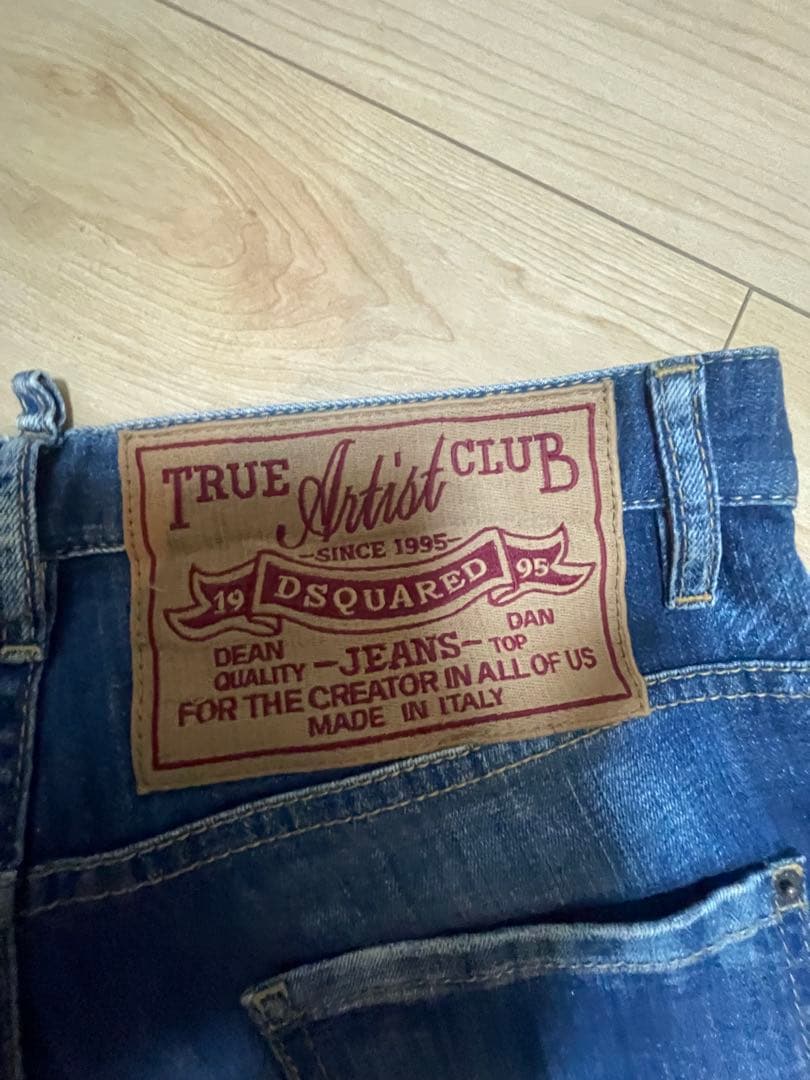 TRUE Artist CLUB
-SINCE 1995-
19 DSQUARED 95
DEAN DAN
QUALITY -JEANS- TOP
FOR THE CREATOR IN ALL OF US
MADE IN ITALY